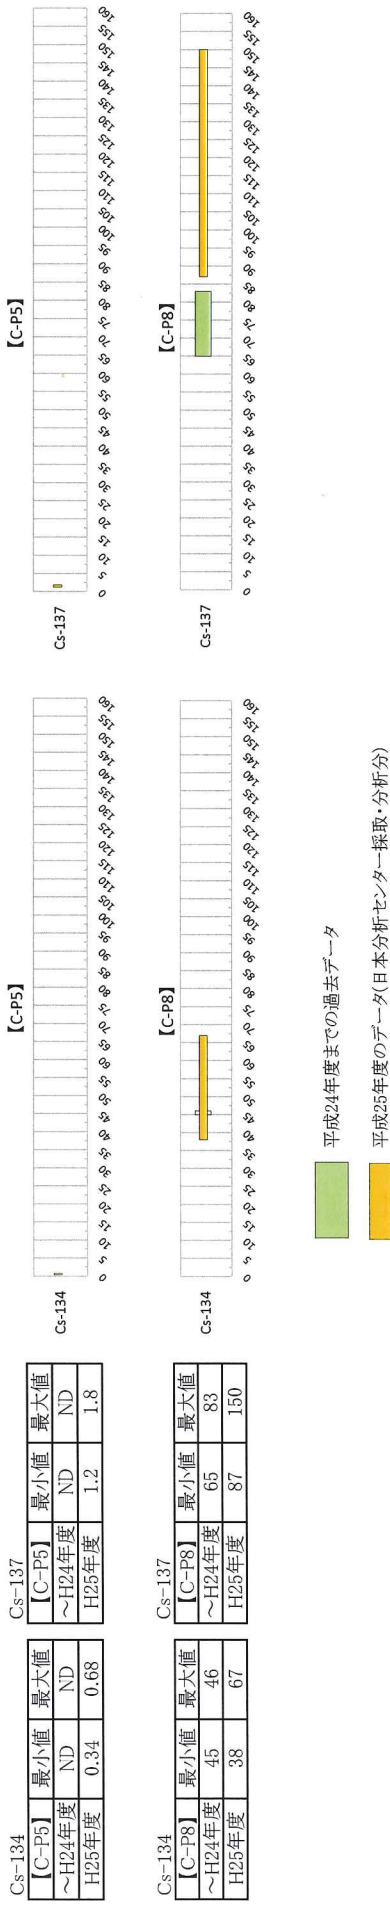 Cs-134
【C-P5】 最小値 最大値
～H24年度 ND ND
H25年度 0.34 0.68
Cs-137
【C-P5】 最小値 最大値
～H24年度 ND ND
H25年度 1.2 1.8
【C-P5】
Cs-134
0 5 10 15 20 25 30 35 40 45 50 55 60 65 70 75 80 85 90 95 100 105 110 115 120 125 130 135 140 145 150 155 160
【C-P5】
Cs-137
0 5 10 15 20 25 30 35 40 45 50 55 60 65 70 75 80 85 90 95 100 105 110 115 120 125 130 135 140 145 150 155 160
Cs-134
【C-P8】 最小値 最大値
～H24年度 45 46
H25年度 38 67
Cs-137
【C-P8】 最小値 最大値
～H24年度 65 83
H25年度 87 150
【C-P8】
Cs-134
0 5 10 15 20 25 30 35 40 45 50 55 60 65 70 75 80 85 90 95 100 105 110 115 120 125 130 135 140 145 150 155 160
【C-P8】
Cs-137
0 5 10 15 20 25 30 35 40 45 50 55 60 65 70 75 80 85 90 95 100 105 110 115 120 125 130 135 140 145 150 155 160
平成24年度までの過去データ
平成25年度のデータ(日本分析センター採取・分析分)